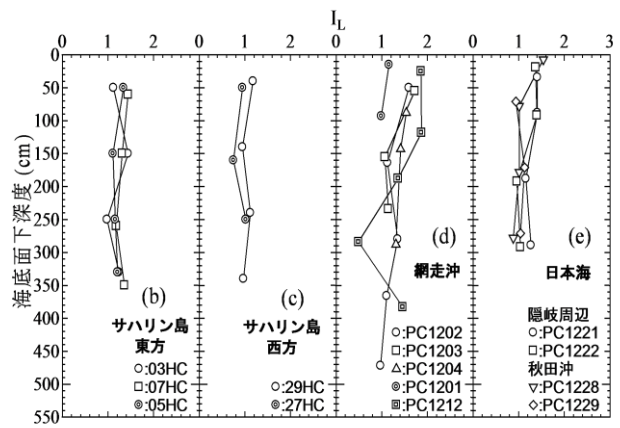 I_L
0 1 2 0 1 2 0 1 2 0 1 2 3
海底面下深度 (cm)
0
50
100
150
200
250
300
350
400
450
500
550
(b)
サハリン島
東方
○:03HC
□:07HC
◎:05HC
(c)
サハリン島
西方
○:29HC
◎:27HC
(d)
網走沖
○:PC1202
□:PC1203
△:PC1204
◎:PC1201
▣:PC1212
(e)
日本海
隠岐周辺
○:PC1221
□:PC1222
秋田沖
▽:PC1228
◇:PC1229